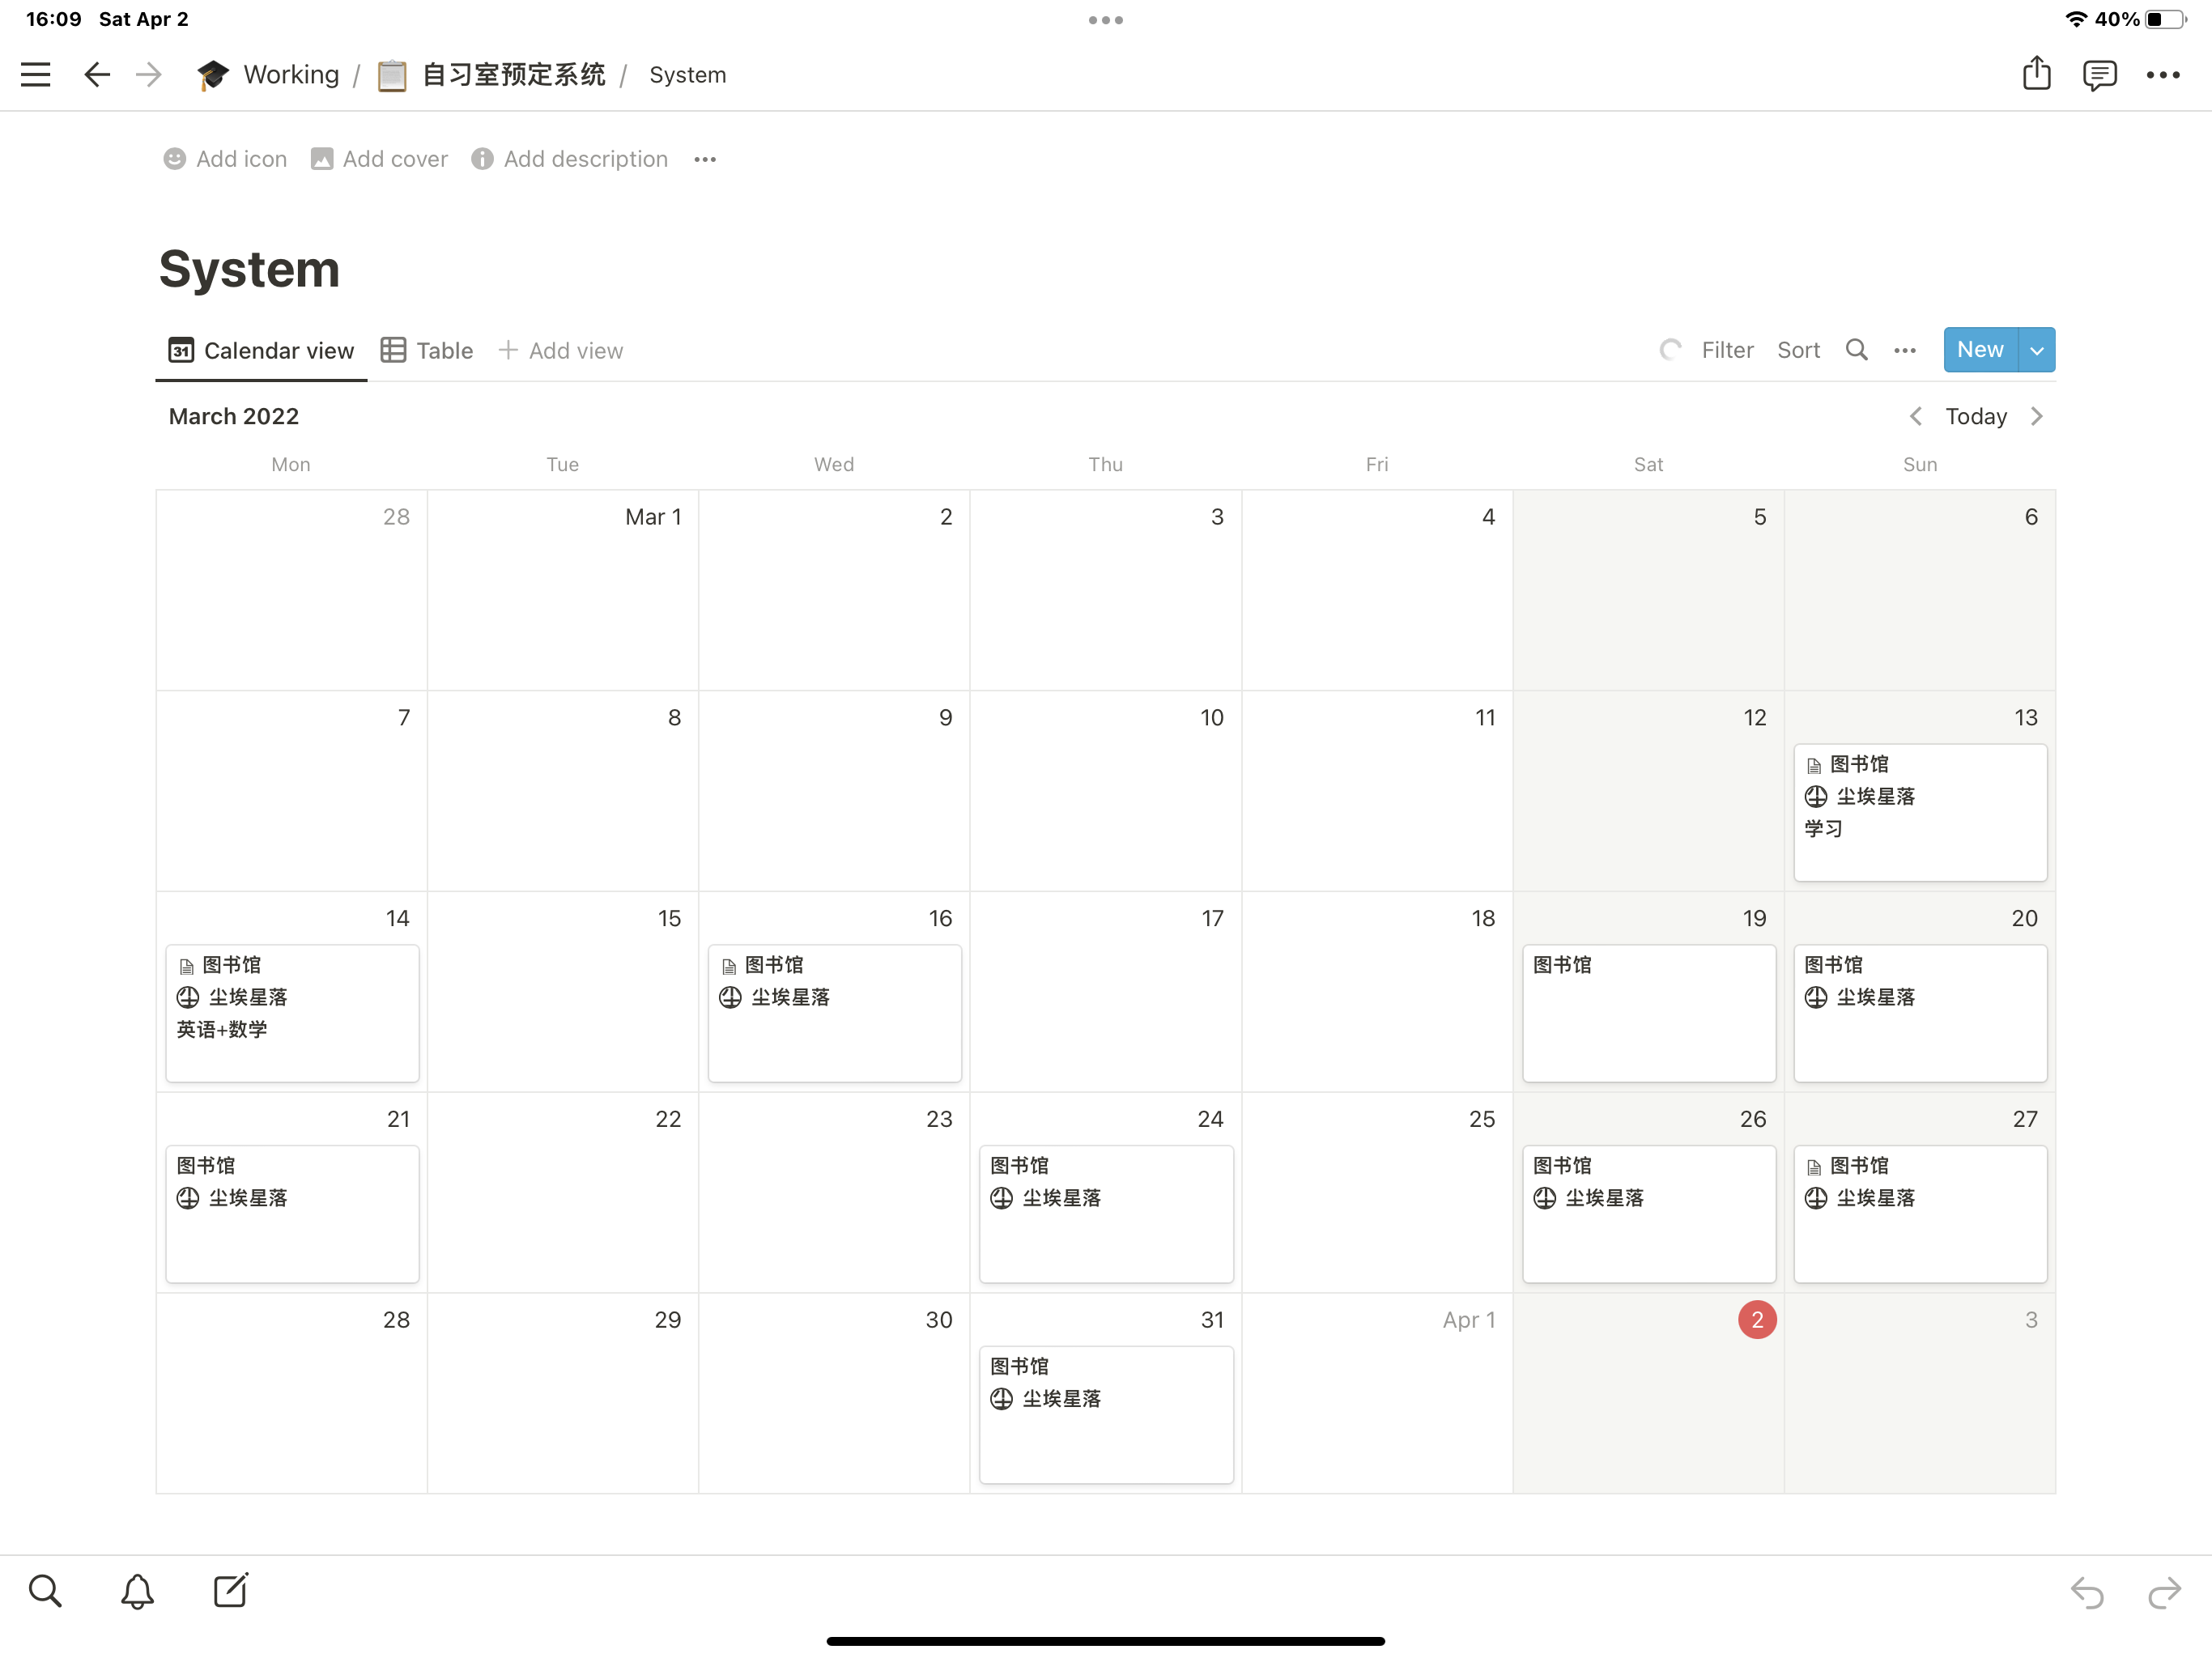 16:09 Sat Apr 2
40%
Working / 自习室预定系统 / System
Add icon Add cover Add description
System
31 Calendar view Table Add view
Filter Sort New
March 2022
Today
Mon Tue Wed Thu Fri Sat Sun
28 Mar 1 2 3 4 5 6
7 8 9 10 11 12 13
图书馆
尘埃星落
学习
14 15 16 17 18 19 20
图书馆 图书馆 图书馆 图书馆
尘埃星落 尘埃星落 尘埃星落
英语+数学
21 22 23 24 25 26 27
图书馆 图书馆 图书馆 图书馆
尘埃星落 尘埃星落 尘埃星落 尘埃星落
28 29 30 31 Apr 1 2 3
图书馆
尘埃星落